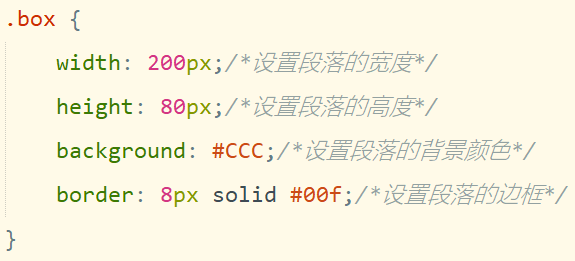 .box {
width: 200px;/*设置段落的宽度*/
height: 80px;/*设置段落的高度*/
background: #CCC;/*设置段落的背景颜色*/
border: 8px solid #00f;/*设置段落的边框*/
}